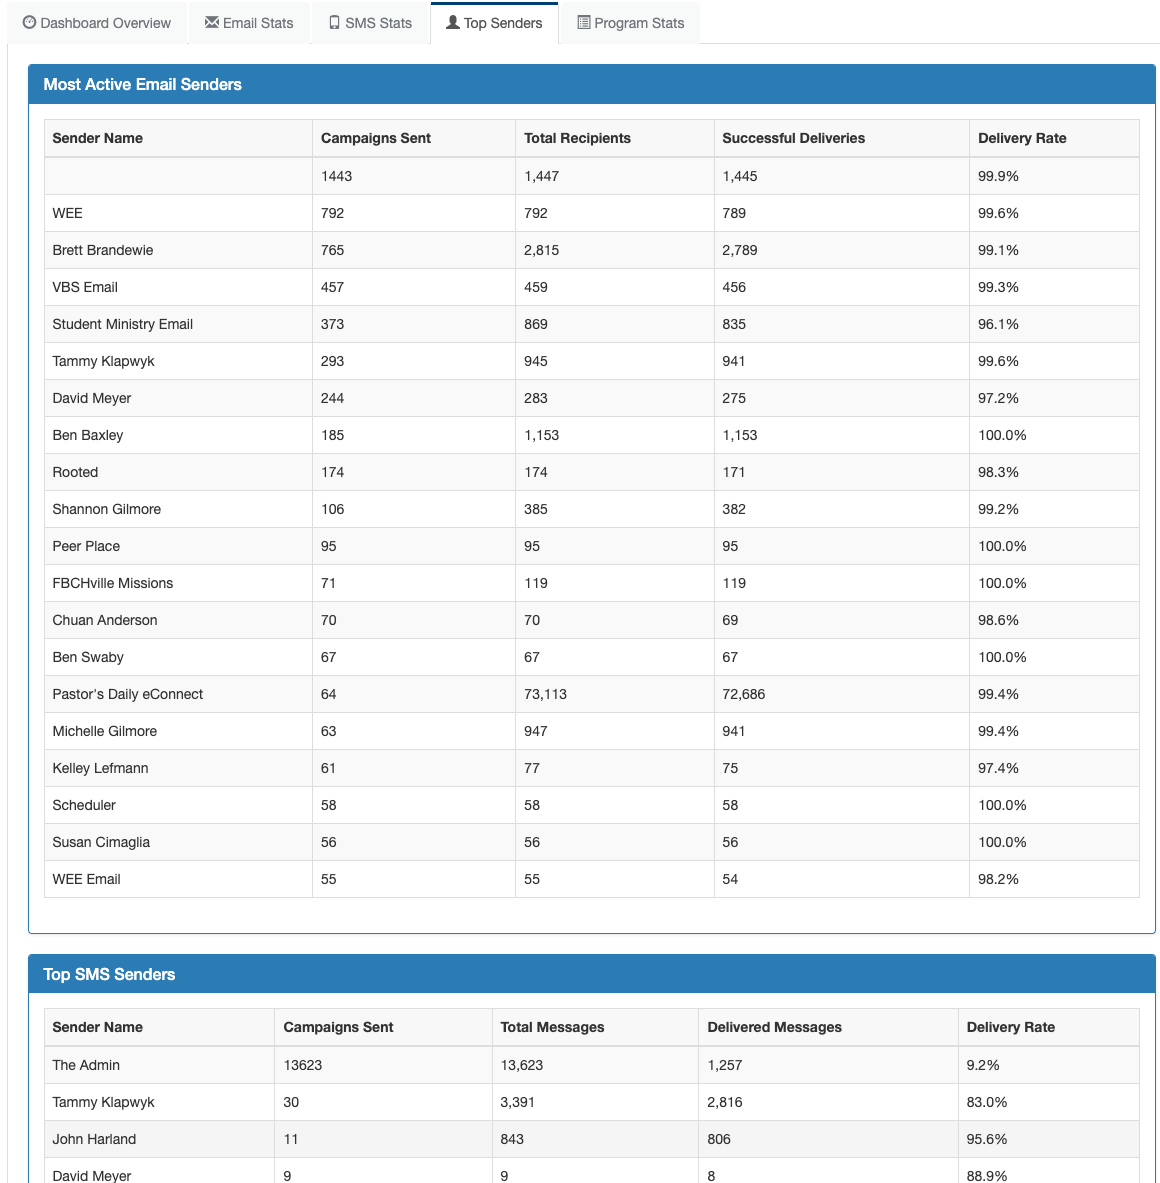 Dashboard Overview Email Stats SMS Stats Top Senders Program Stats
Most Active Email Senders
Sender Name Campaigns Sent Total Recipients Successful Deliveries Delivery Rate
1443 1,447 1,445 99.9%
WEE 792 792 789 99.6%
Brett Brandewie 765 2,815 2,789 99.1%
VBS Email 457 459 456 99.3%
Student Ministry Email 373 869 835 96.1%
Tammy Klapwyk 293 945 941 99.6%
David Meyer 244 283 275 97.2%
Ben Baxley 185 1,153 1,153 100.0%
Rooted 174 174 171 98.3%
Shannon Gilmore 106 385 382 99.2%
Peer Place 95 95 95 100.0%
FBCHville Missions 71 119 119 100.0%
Chuan Anderson 70 70 69 98.6%
Ben Swaby 67 67 67 100.0%
Pastor's Daily eConnect 64 73,113 72,686 99.4%
Michelle Gilmore 63 947 941 99.4%
Kelley Lefmann 61 77 75 97.4%
Scheduler 58 58 58 100.0%
Susan Cimaglia 56 56 56 100.0%
WEE Email 55 55 54 98.2%
Top SMS Senders
Sender Name Campaigns Sent Total Messages Delivered Messages Delivery Rate
The Admin 13623 13,623 1,257 9.2%
Tammy Klapwyk 30 3,391 2,816 83.0%
John Harland 11 843 806 95.6%
David Meyer 9 9 8 88.9%